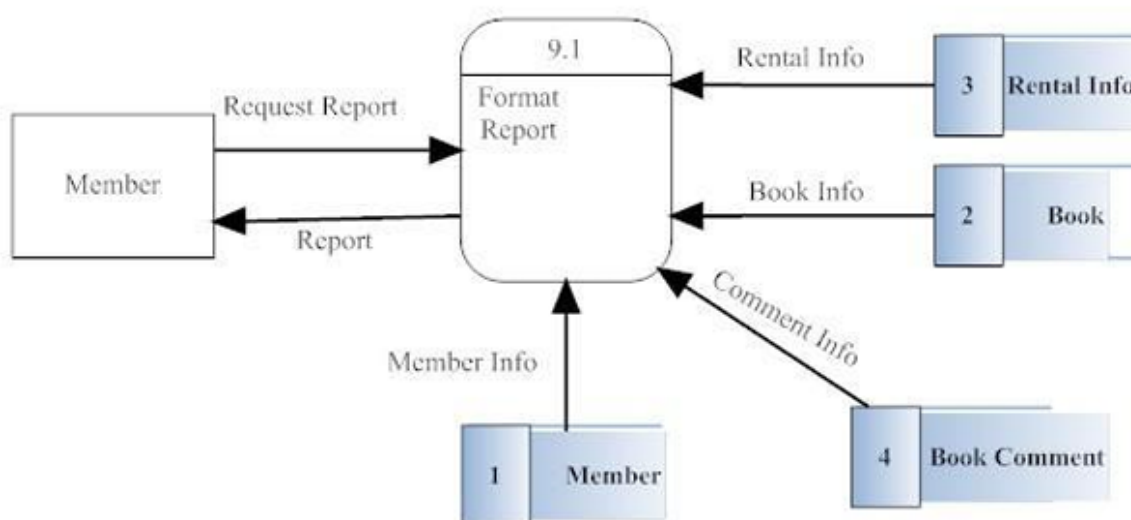 9.1
Format
Report
Rental Info
3 Rental Info
Request Report
Member
Report
Book Info
2 Book
Comment Info
Member Info
1 Member
4 Book Comment